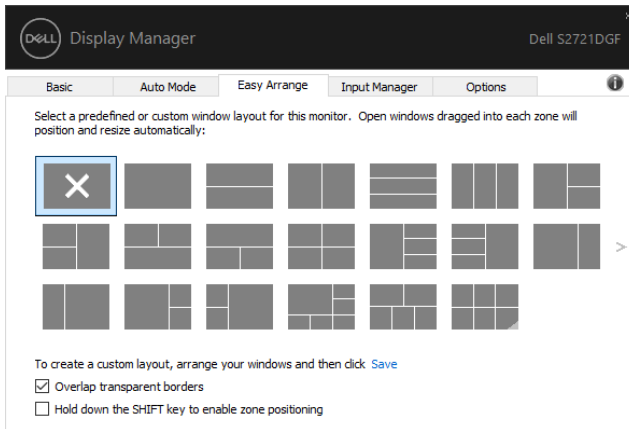 DELL Display Manager Dell S2721DGF
Basic Auto Mode Easy Arrange Input Manager Options
Select a predefined or custom window layout for this monitor. Open windows dragged into each zone will
position and resize automatically:
To create a custom layout, arrange your windows and then click Save
Overlap transparent borders
Hold down the SHIFT key to enable zone positioning